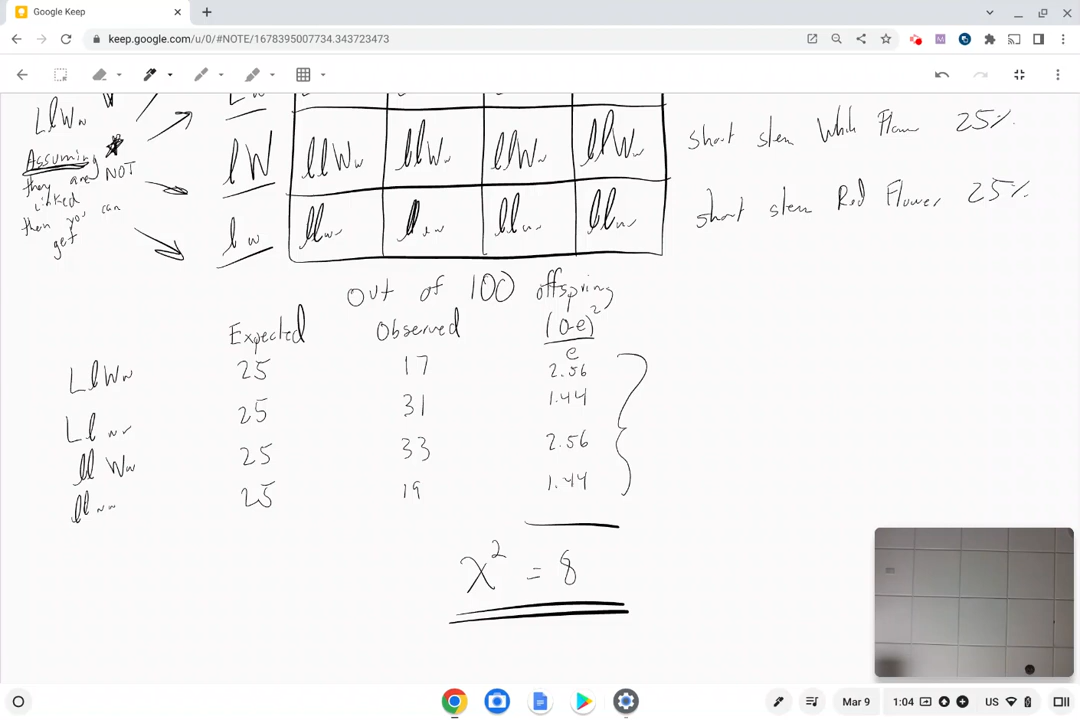 Google Keep
keep.google.com/u/0/#NOTE/1678395007734.343723473
LlWw
Assuming
they are NOT
linked
then you can
get
lW
llWw llWw llWw llWw
lw
llww llww llww llww
short stem White Flower 25%
short stem Red Flower 25%
Out of 100 offspring
Expected Observed (O-e)²
e
LlWw 25 17 2.56
Llww 25 31 1.44
llWw 25 33 2.56
llww 25 19 1.44
χ² = 8
Mar 9 1:04 US